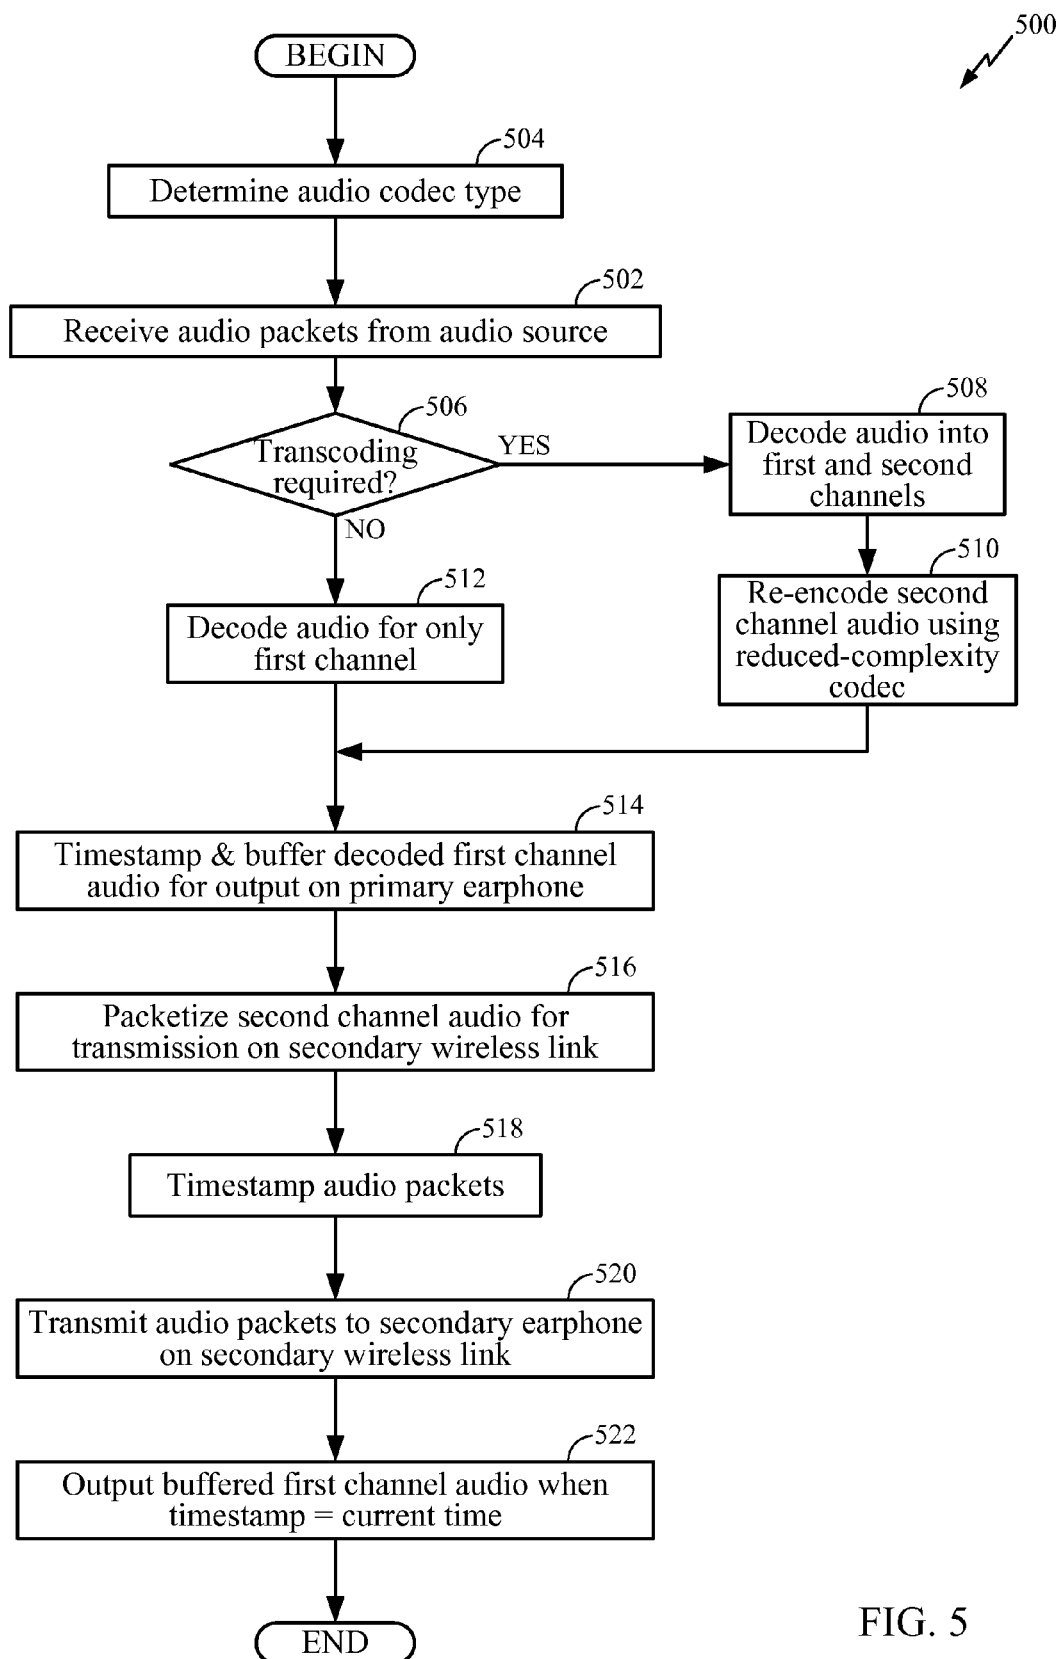 500
BEGIN
504
Determine audio codec type
502
Receive audio packets from audio source
506
Transcoding
required?
YES
NO
508
Decode audio into
first and second
channels
510
Re-encode second
channel audio using
reduced-complexity
codec
512
Decode audio for only
first channel
514
Timestamp & buffer decoded first channel
audio for output on primary earphone
516
Packetize second channel audio for
transmission on secondary wireless link
518
Timestamp audio packets
520
Transmit audio packets to secondary earphone
on secondary wireless link
522
Output buffered first channel audio when
timestamp = current time
END
FIG. 5